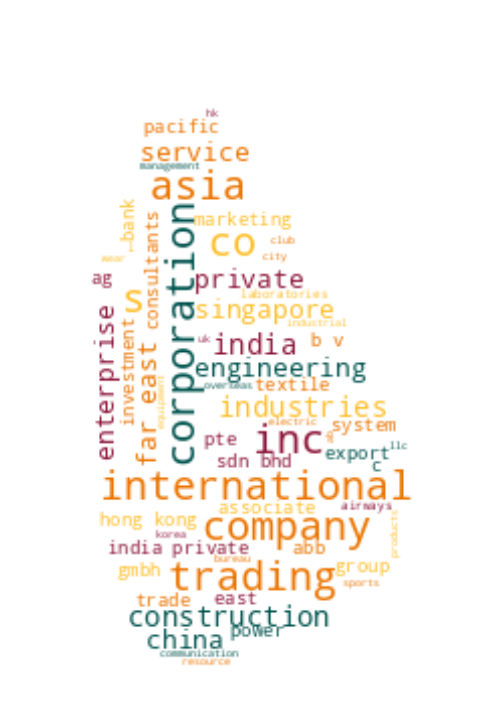 hk
pacific
service
management
asia
bank
marketing
consultants
corporation
co
club
city
wear
ag
private
laboratories
s
singapore
industrial
enterprise
investment
uk
india
b v
far east
engineering
equipment
overseas
textile
industries
electric
system
pte
inc
sdn bhd
export
llc
c
international
associate
airways
hong kong
company
products
korea
india private
abb
bureau
gmbh
trading
group
sports
trade
east
construction
china
power
communication
resource